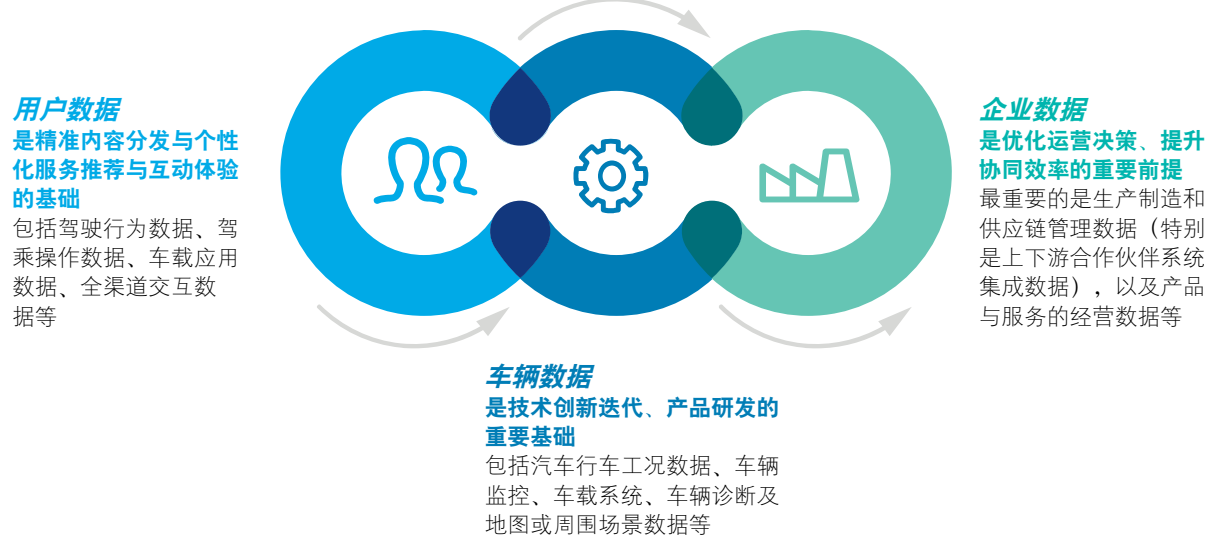 用户数据
是精准内容分发与个性
化服务推荐与互动体验
的基础
包括驾驶行为数据、驾
乘操作数据、车载应用
数据、全渠道交互数
据等
车辆数据
是技术创新迭代、产品研发的
重要基础
包括汽车行车工况数据、车辆
监控、车载系统、车辆诊断及
地图或周围场景数据等
企业数据
是优化运营决策、提升
协同效率的重要前提
最重要的是生产制造和
供应链管理数据（特别
是上下游合作伙伴系统
集成数据），以及产品
与服务的经营数据等